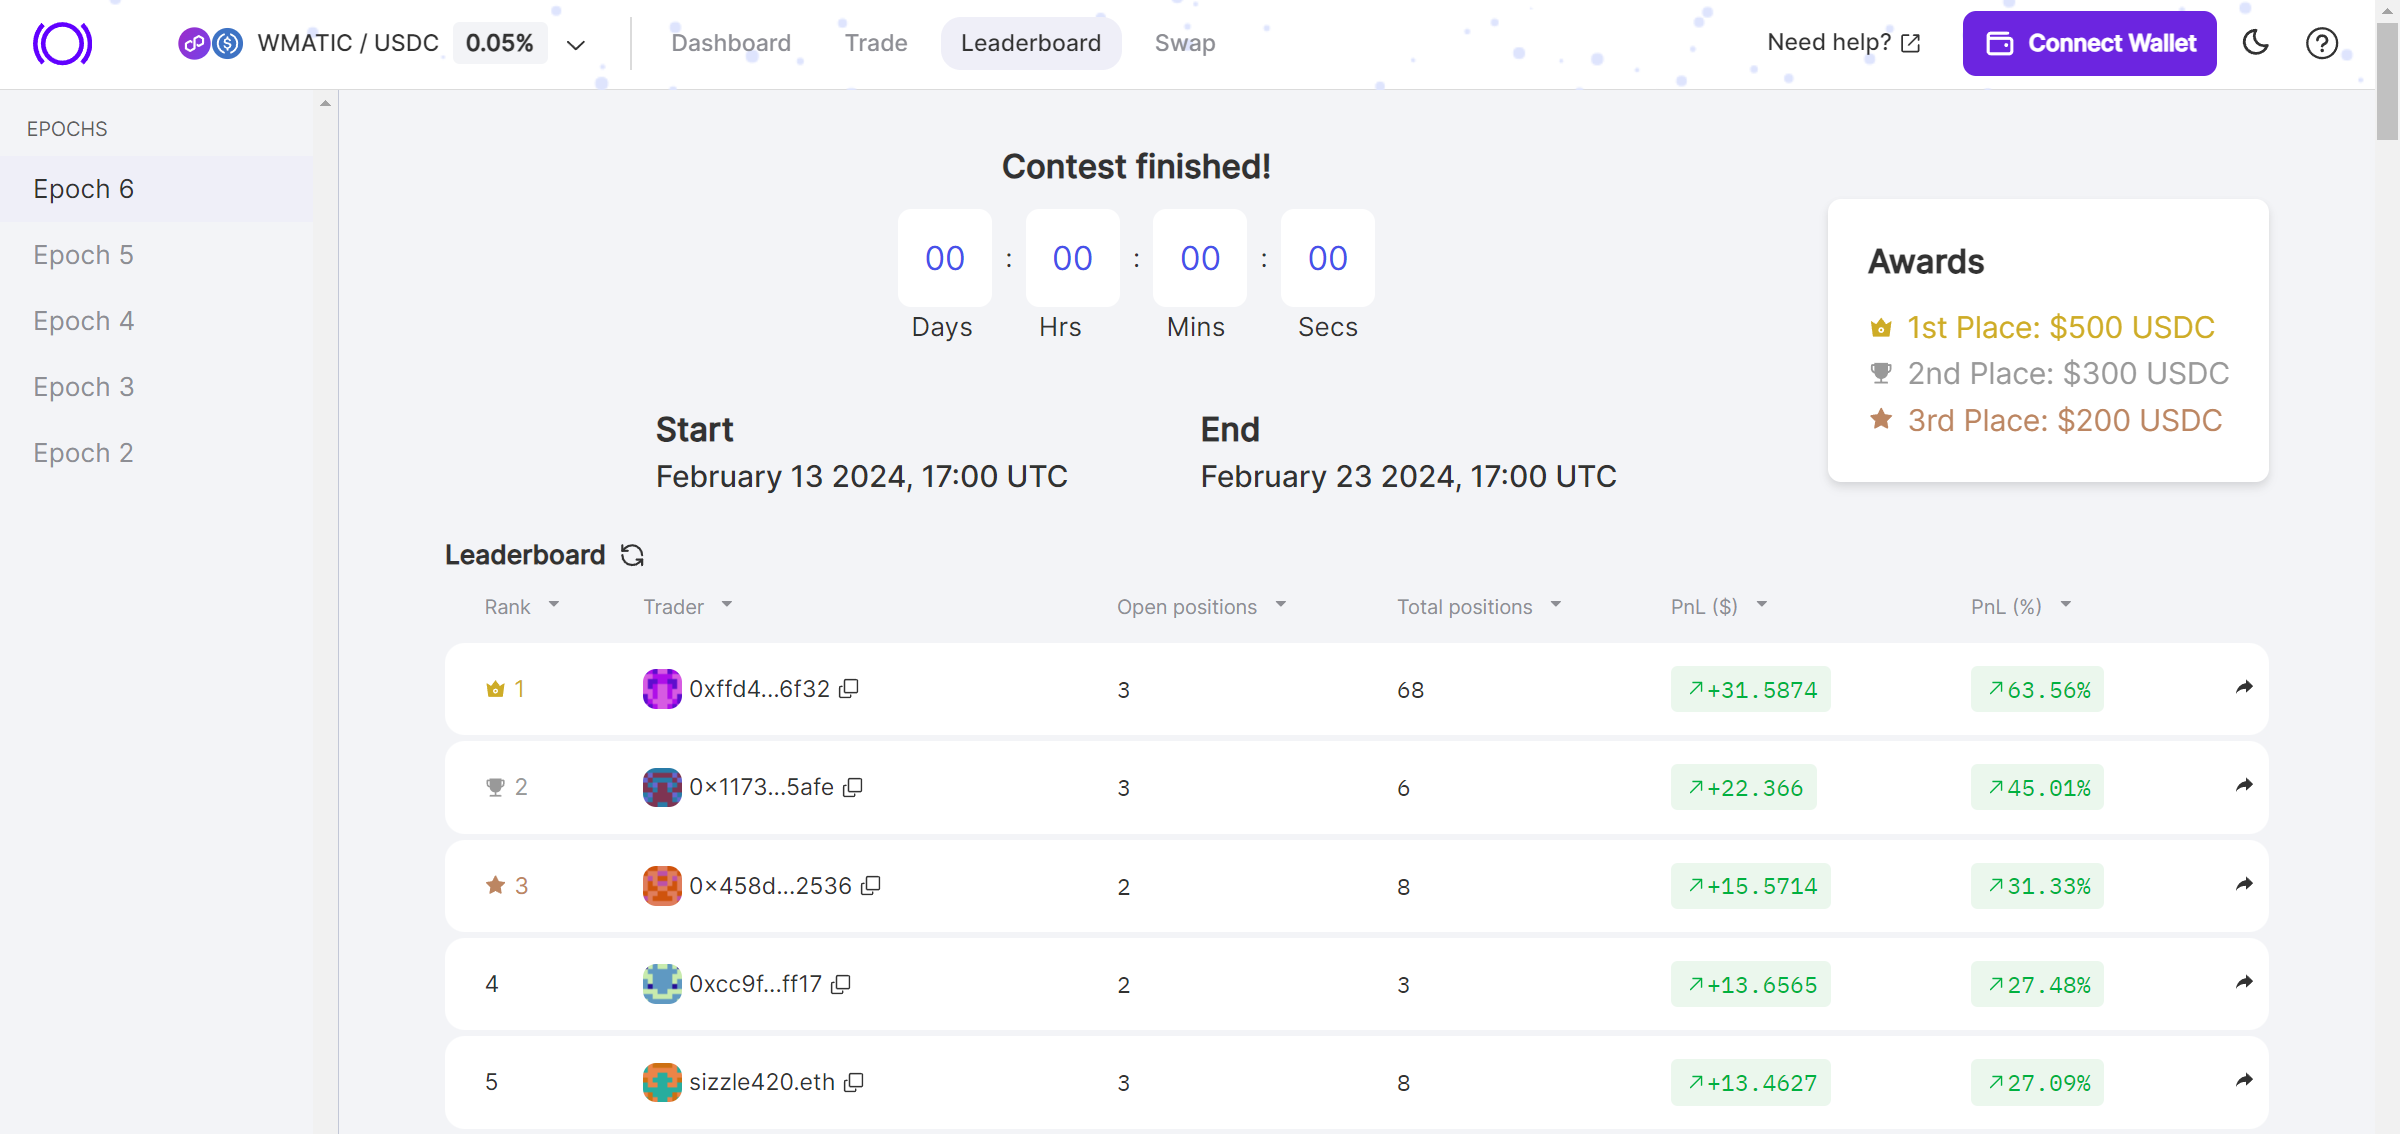 WMATIC / USDC 0.05% Dashboard Trade Leaderboard Swap Need help? Connect Wallet
EPOCHS
Epoch 6
Epoch 5
Epoch 4
Epoch 3
Epoch 2
Contest finished!
00 : 00 : 00 : 00
Days Hrs Mins Secs
Start
February 13 2024, 17:00 UTC
End
February 23 2024, 17:00 UTC
Awards
1st Place: $500 USDC
2nd Place: $300 USDC
3rd Place: $200 USDC
Leaderboard
Rank Trader Open positions Total positions PnL ($) PnL (%)
1 0xffd4...6f32 3 68 +31.5874 63.56%
2 0x1173...5afe 3 6 +22.366 45.01%
3 0x458d...2536 2 8 +15.5714 31.33%
4 0xcc9f...ff17 2 3 +13.6565 27.48%
5 sizzle420.eth 3 8 +13.4627 27.09%